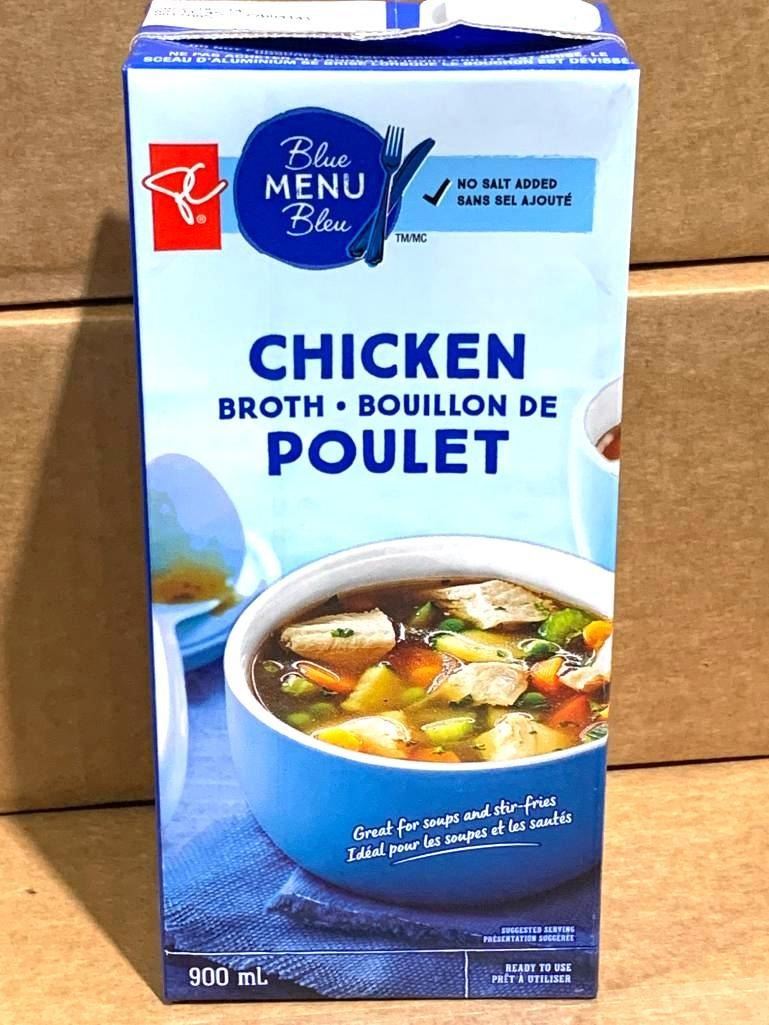 SCEAU D'ALUMINIUM SE BRISE LORSQUE LE BOUCHON EST DÉVISSÉ
PC®
Blue
MENU
Bleu
TM/MC
NO SALT ADDED
SANS SEL AJOUTÉ
CHICKEN
BROTH • BOUILLON DE
POULET
Great for soups and stir-fries
Idéal pour les soupes et les sautés
SUGGESTED SERVING
PRÉSENTATION SUGGÉRÉE
900 mL
READY TO USE
PRÊT À UTILISER